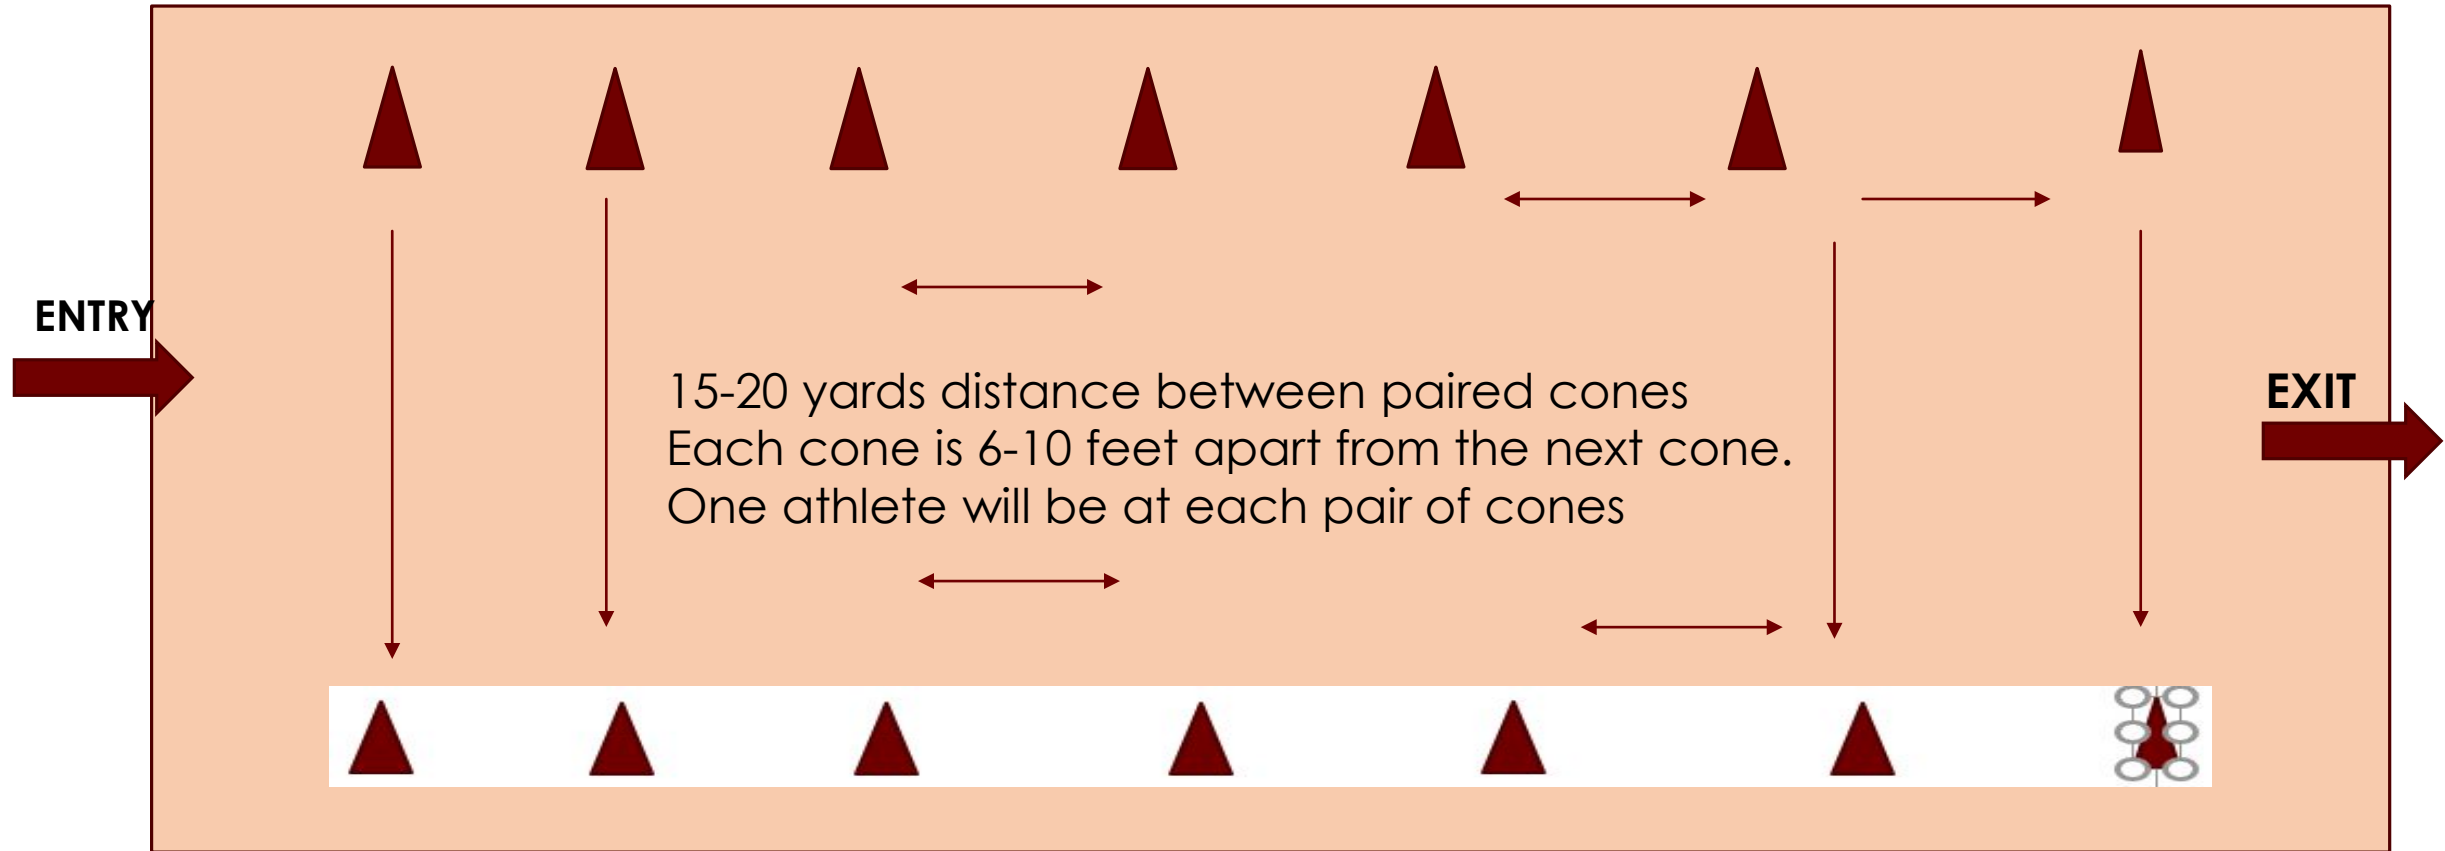 ENTRY
15-20 yards distance between paired cones
EXIT
Each cone is 6-10 feet apart from the next cone.
One athlete will be at each pair of cones